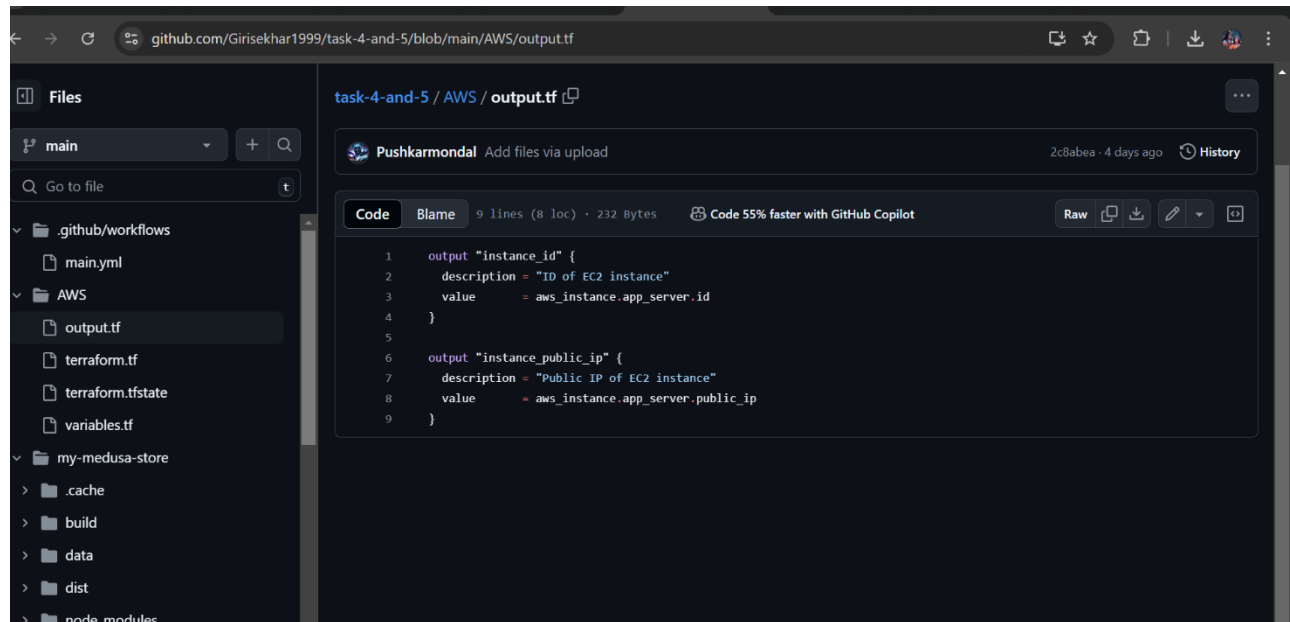 github.com/Girisekhar1999/task-4-and-5/blob/main/AWS/output.tf
Files
main
Go to file
t
.github/workflows
main.yml
AWS
output.tf
terraform.tf
terraform.tfstate
variables.tf
my-medusa-store
.cache
build
data
dist
node_modules
task-4-and-5 / AWS / output.tf
Pushkarmondal Add files via upload
2c8abea · 4 days ago History
Code Blame 9 lines (8 loc) · 232 Bytes Code 55% faster with GitHub Copilot Raw
1 output "instance_id" {
2   description = "ID of EC2 instance"
3   value       = aws_instance.app_server.id
4 }
5
6 output "instance_public_ip" {
7   description = "Public IP of EC2 instance"
8   value       = aws_instance.app_server.public_ip
9 }